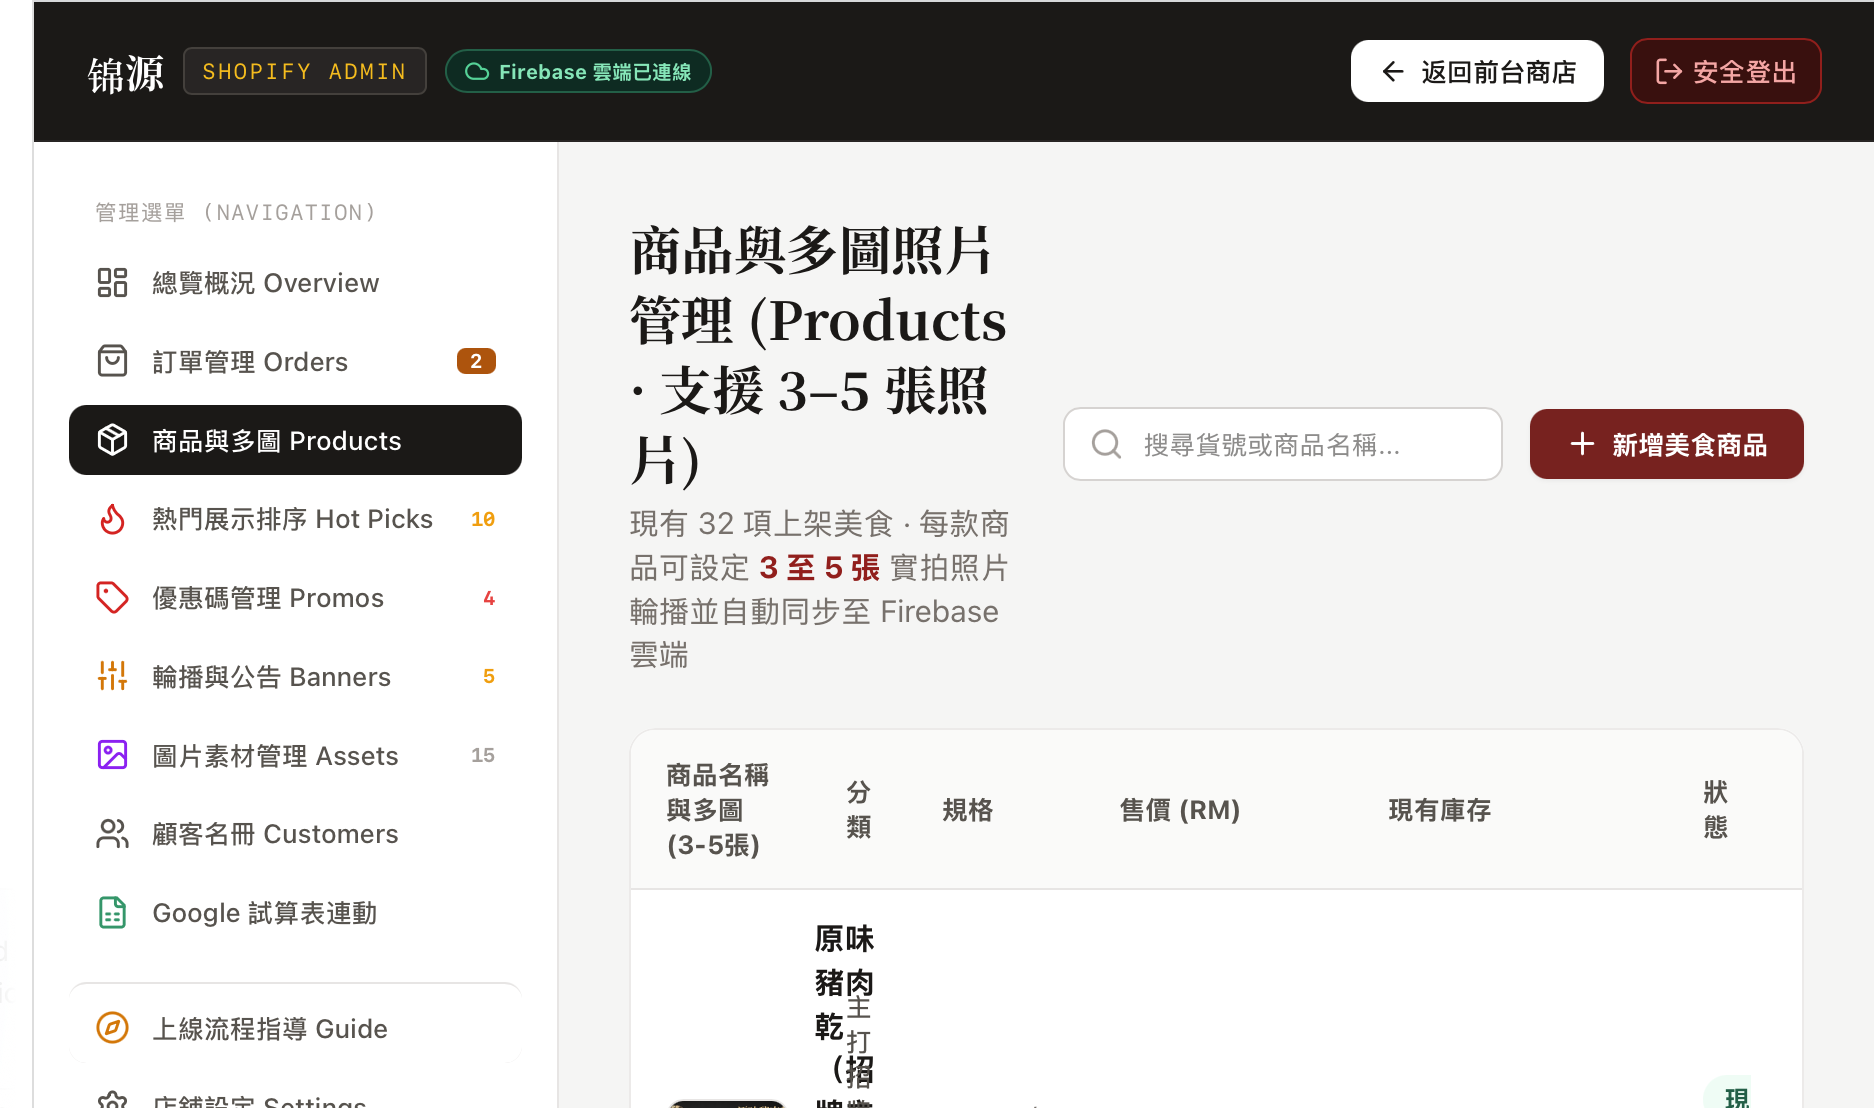 锦源
SHOPIFY ADMIN
Firebase 雲端已連線
返回前台商店
安全登出
管理選單 (NAVIGATION)
總覽概況 Overview
訂單管理 Orders
2
商品與多圖 Products
熱門展示排序 Hot Picks
10
優惠碼管理 Promos
4
輪播與公告 Banners
5
圖片素材管理 Assets
15
顧客名冊 Customers
Google 試算表連動
上線流程指導 Guide
店鋪設定 Settings
商品與多圖照片
管理 (Products
· 支援 3–5 張照
片)
現有 32 項上架美食 · 每款商
品可設定 3 至 5 張 實拍照片
輪播並自動同步至 Firebase
雲端
搜尋貨號或商品名稱...
新增美食商品
商品名稱
與多圖
(3-5張)
分
類
規格
售價 (RM)
現有庫存
狀
態
原味
豬肉
乾
（招
主
打
招
現